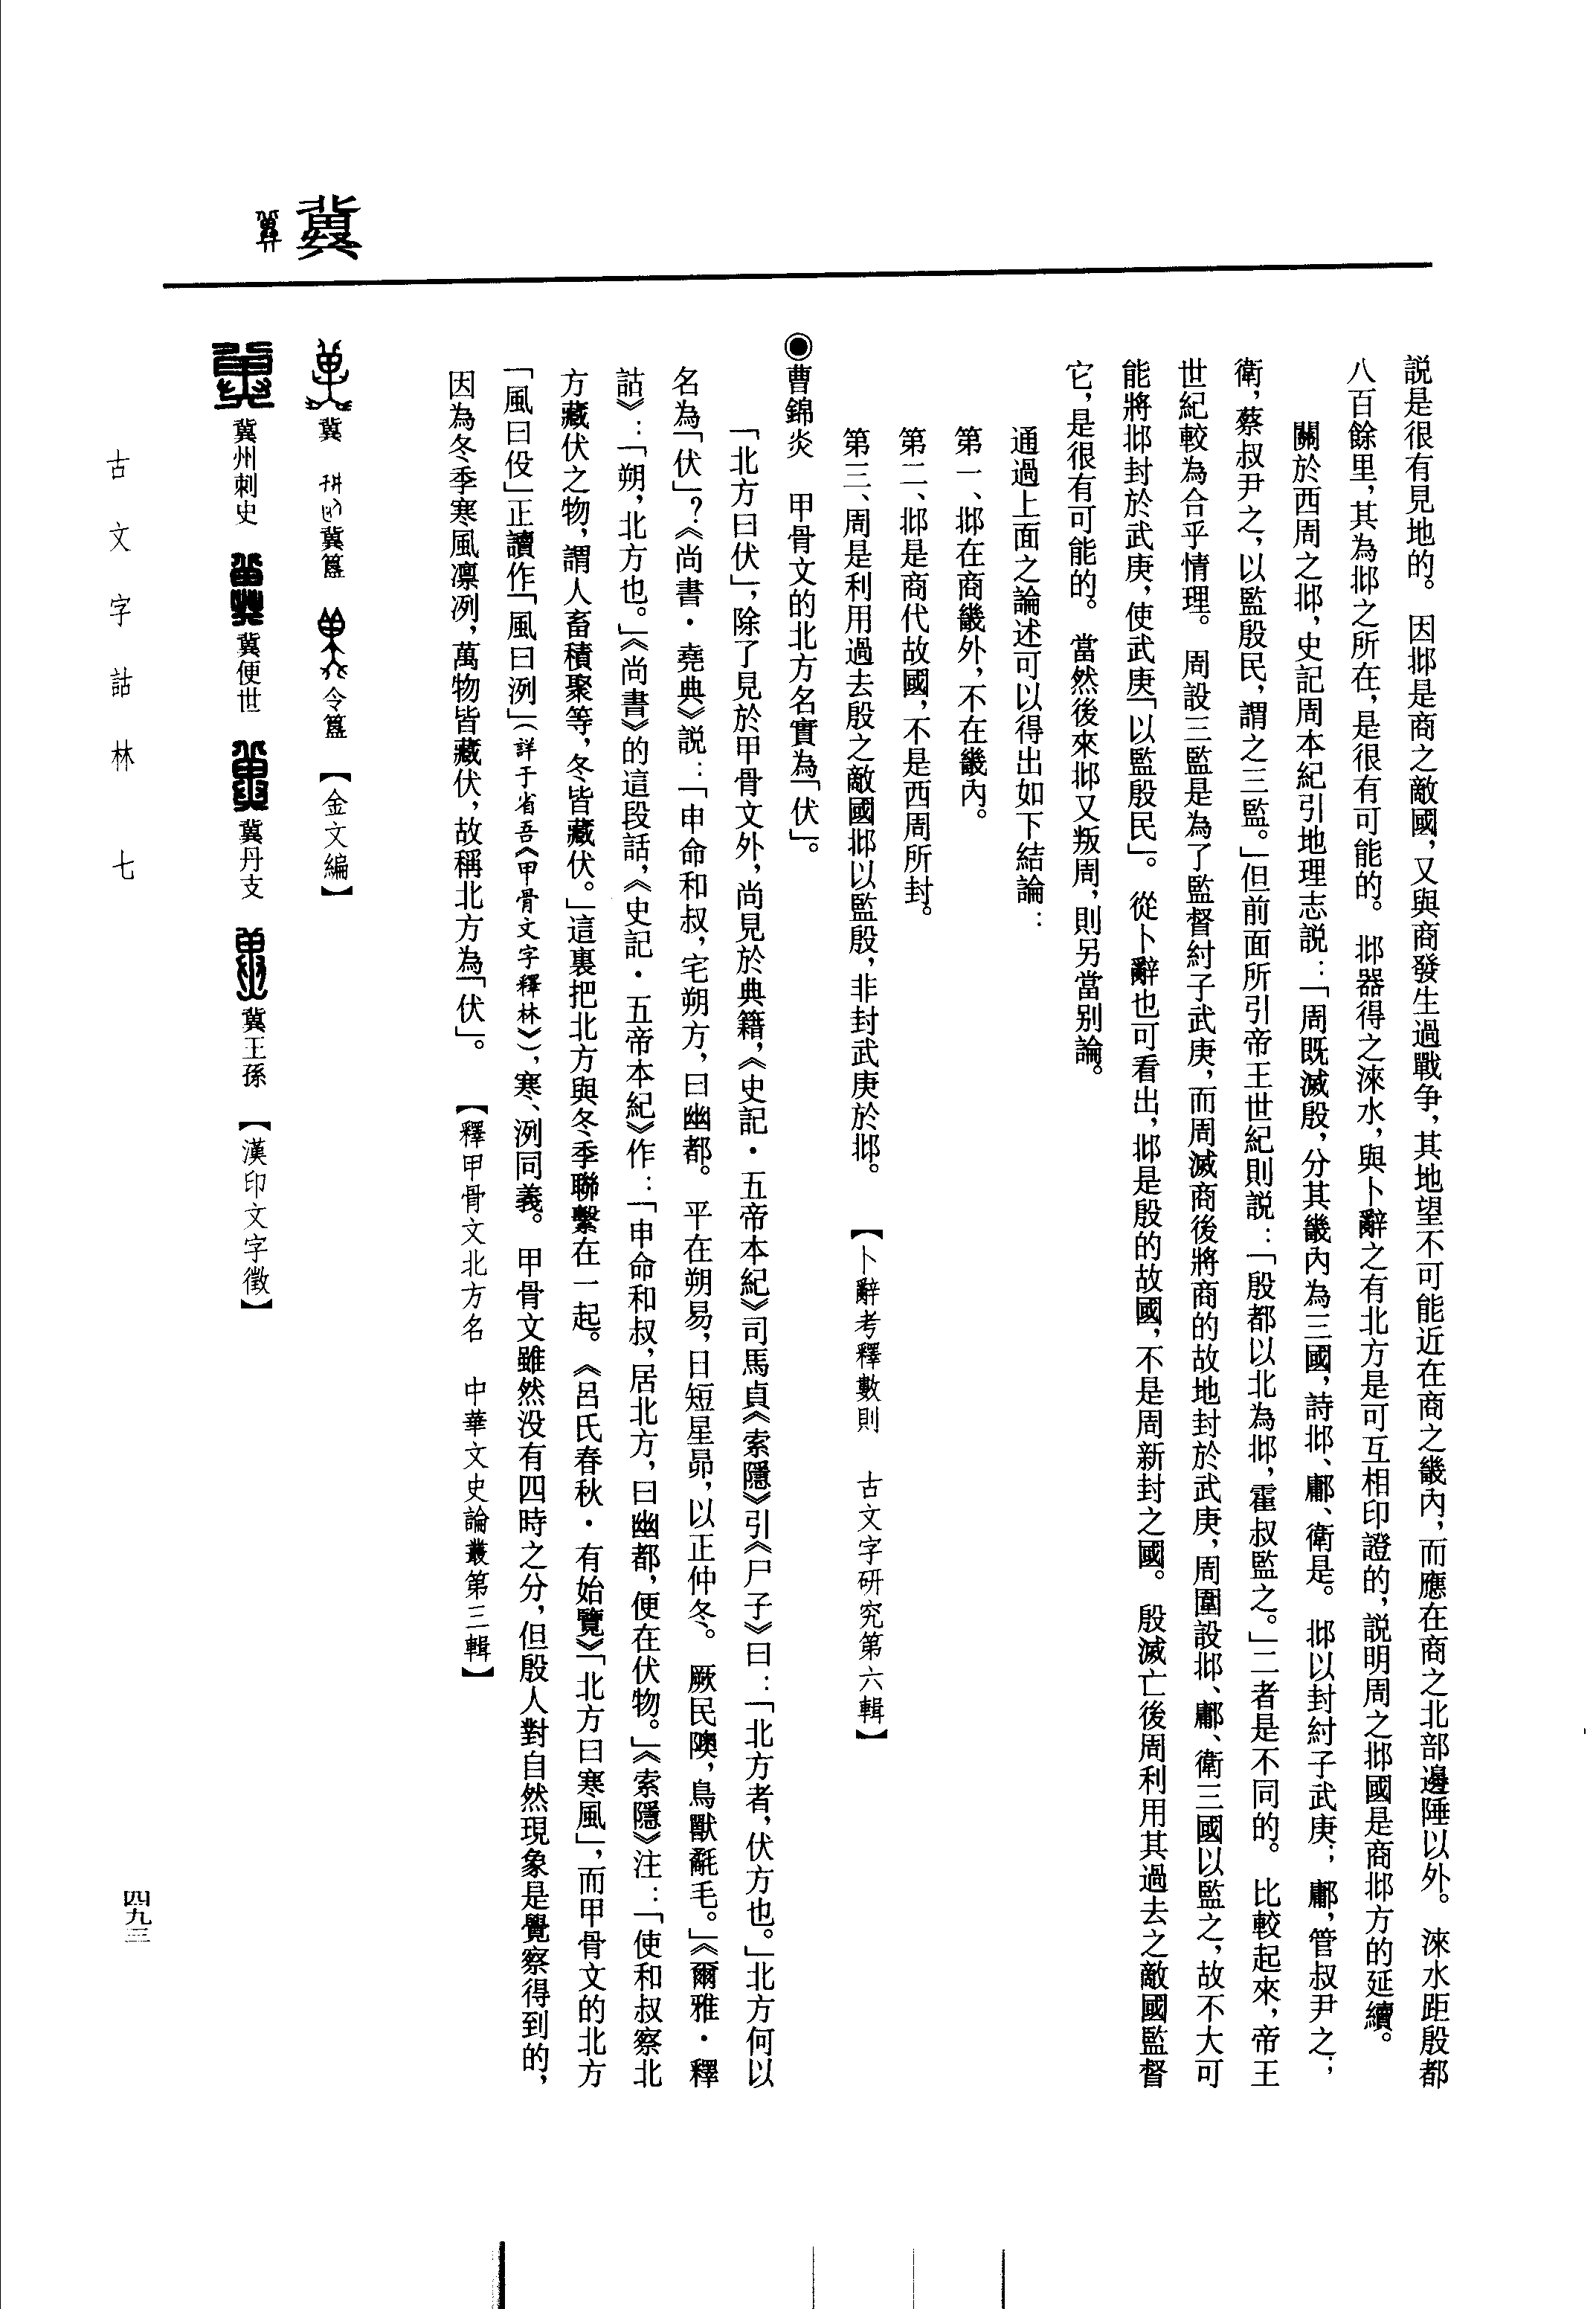 説是很有見地的。因邶是商之敵國，又與商發生過戰争，其地望不可能近在商之畿内，而應在商之北部邊陲以外。淶水距殷都
八百餘里，其為邶之所在，是很有可能的。邶器得之淶水，與卜辭之有北方是可互相印證的，説明周之邶國是商邶方的延續。
關於西周之邶，史記周本紀引地理志説：「周既滅殷，分其畿内為三國，詩邶、鄘、衛是。邶以封紂子武庚；鄘，管叔尹之；
衛，蔡叔尹之，以監殷民，謂之三監。」但前面所引帝王世紀則説：「殷都以北為邶，霍叔監之。」二者是不同的。比較起來，帝王
世紀較為合乎情理。周設三監是為了監督紂子武庚，而周滅商後將商的故地封於武庚，周圍設邶、鄘、衛三國以監之，故不大可
能將邶封於武庚，使武庚「以監殷民」。從卜辭也可看出，邶是殷的故國，不是周新封之國。殷滅亡後周利用其過去之敵國監督
它，是很有可能的。當然後來邶又叛周，則另當别論。
通過上面之論述可以得出如下結論：
第一、邶在商畿外，不在畿内。
第二、邶是商代故國，不是西周所封。
第三、周是利用過去殷之敵國邶以監殷，非封武庚於邶。【卜辭考釋數則　古文字研究第六輯】
◉曹錦炎　甲骨文的北方名實為「伏」。
「北方曰伏」，除了見於甲骨文外，尚見於典籍，《史記・五帝本紀》司馬貞《索隱》引《尸子》曰：「北方者，伏方也。」北方何以
名為「伏」？《尚書・堯典》説：「申命和叔，宅朔方，曰幽都。平在朔易，日短星昴，以正仲冬。厥民隩，鳥獸氄毛。」《爾雅・釋
詁》：「朔，北方也。」《尚書》的這段話，《史記・五帝本紀》作：「申命和叔，居北方，曰幽都，便在伏物。」《索隱》注：「使和叔察北
方藏伏之物，謂人畜積聚等，冬皆藏伏。」這裏把北方與冬季聯繫在一起。《吕氏春秋・有始覽》「北方曰寒風」，而甲骨文的北方
「風曰伇」正讀作「風曰洌」（詳于省吾《甲骨文字釋林》），寒、洌同義。甲骨文雖然没有四時之分，但殷人對自然現象是覺察得到的，
因為冬季寒風凛冽，萬物皆藏伏，故稱北方為「伏」。【釋甲骨文北方名　中華文史論叢第三輯】
冀
冀　冀簋　令簋　【金文編】
冀州刺史　冀便世　冀丹支　冀王孫　【漢印文字徵】
古文字詁林　七
四九三